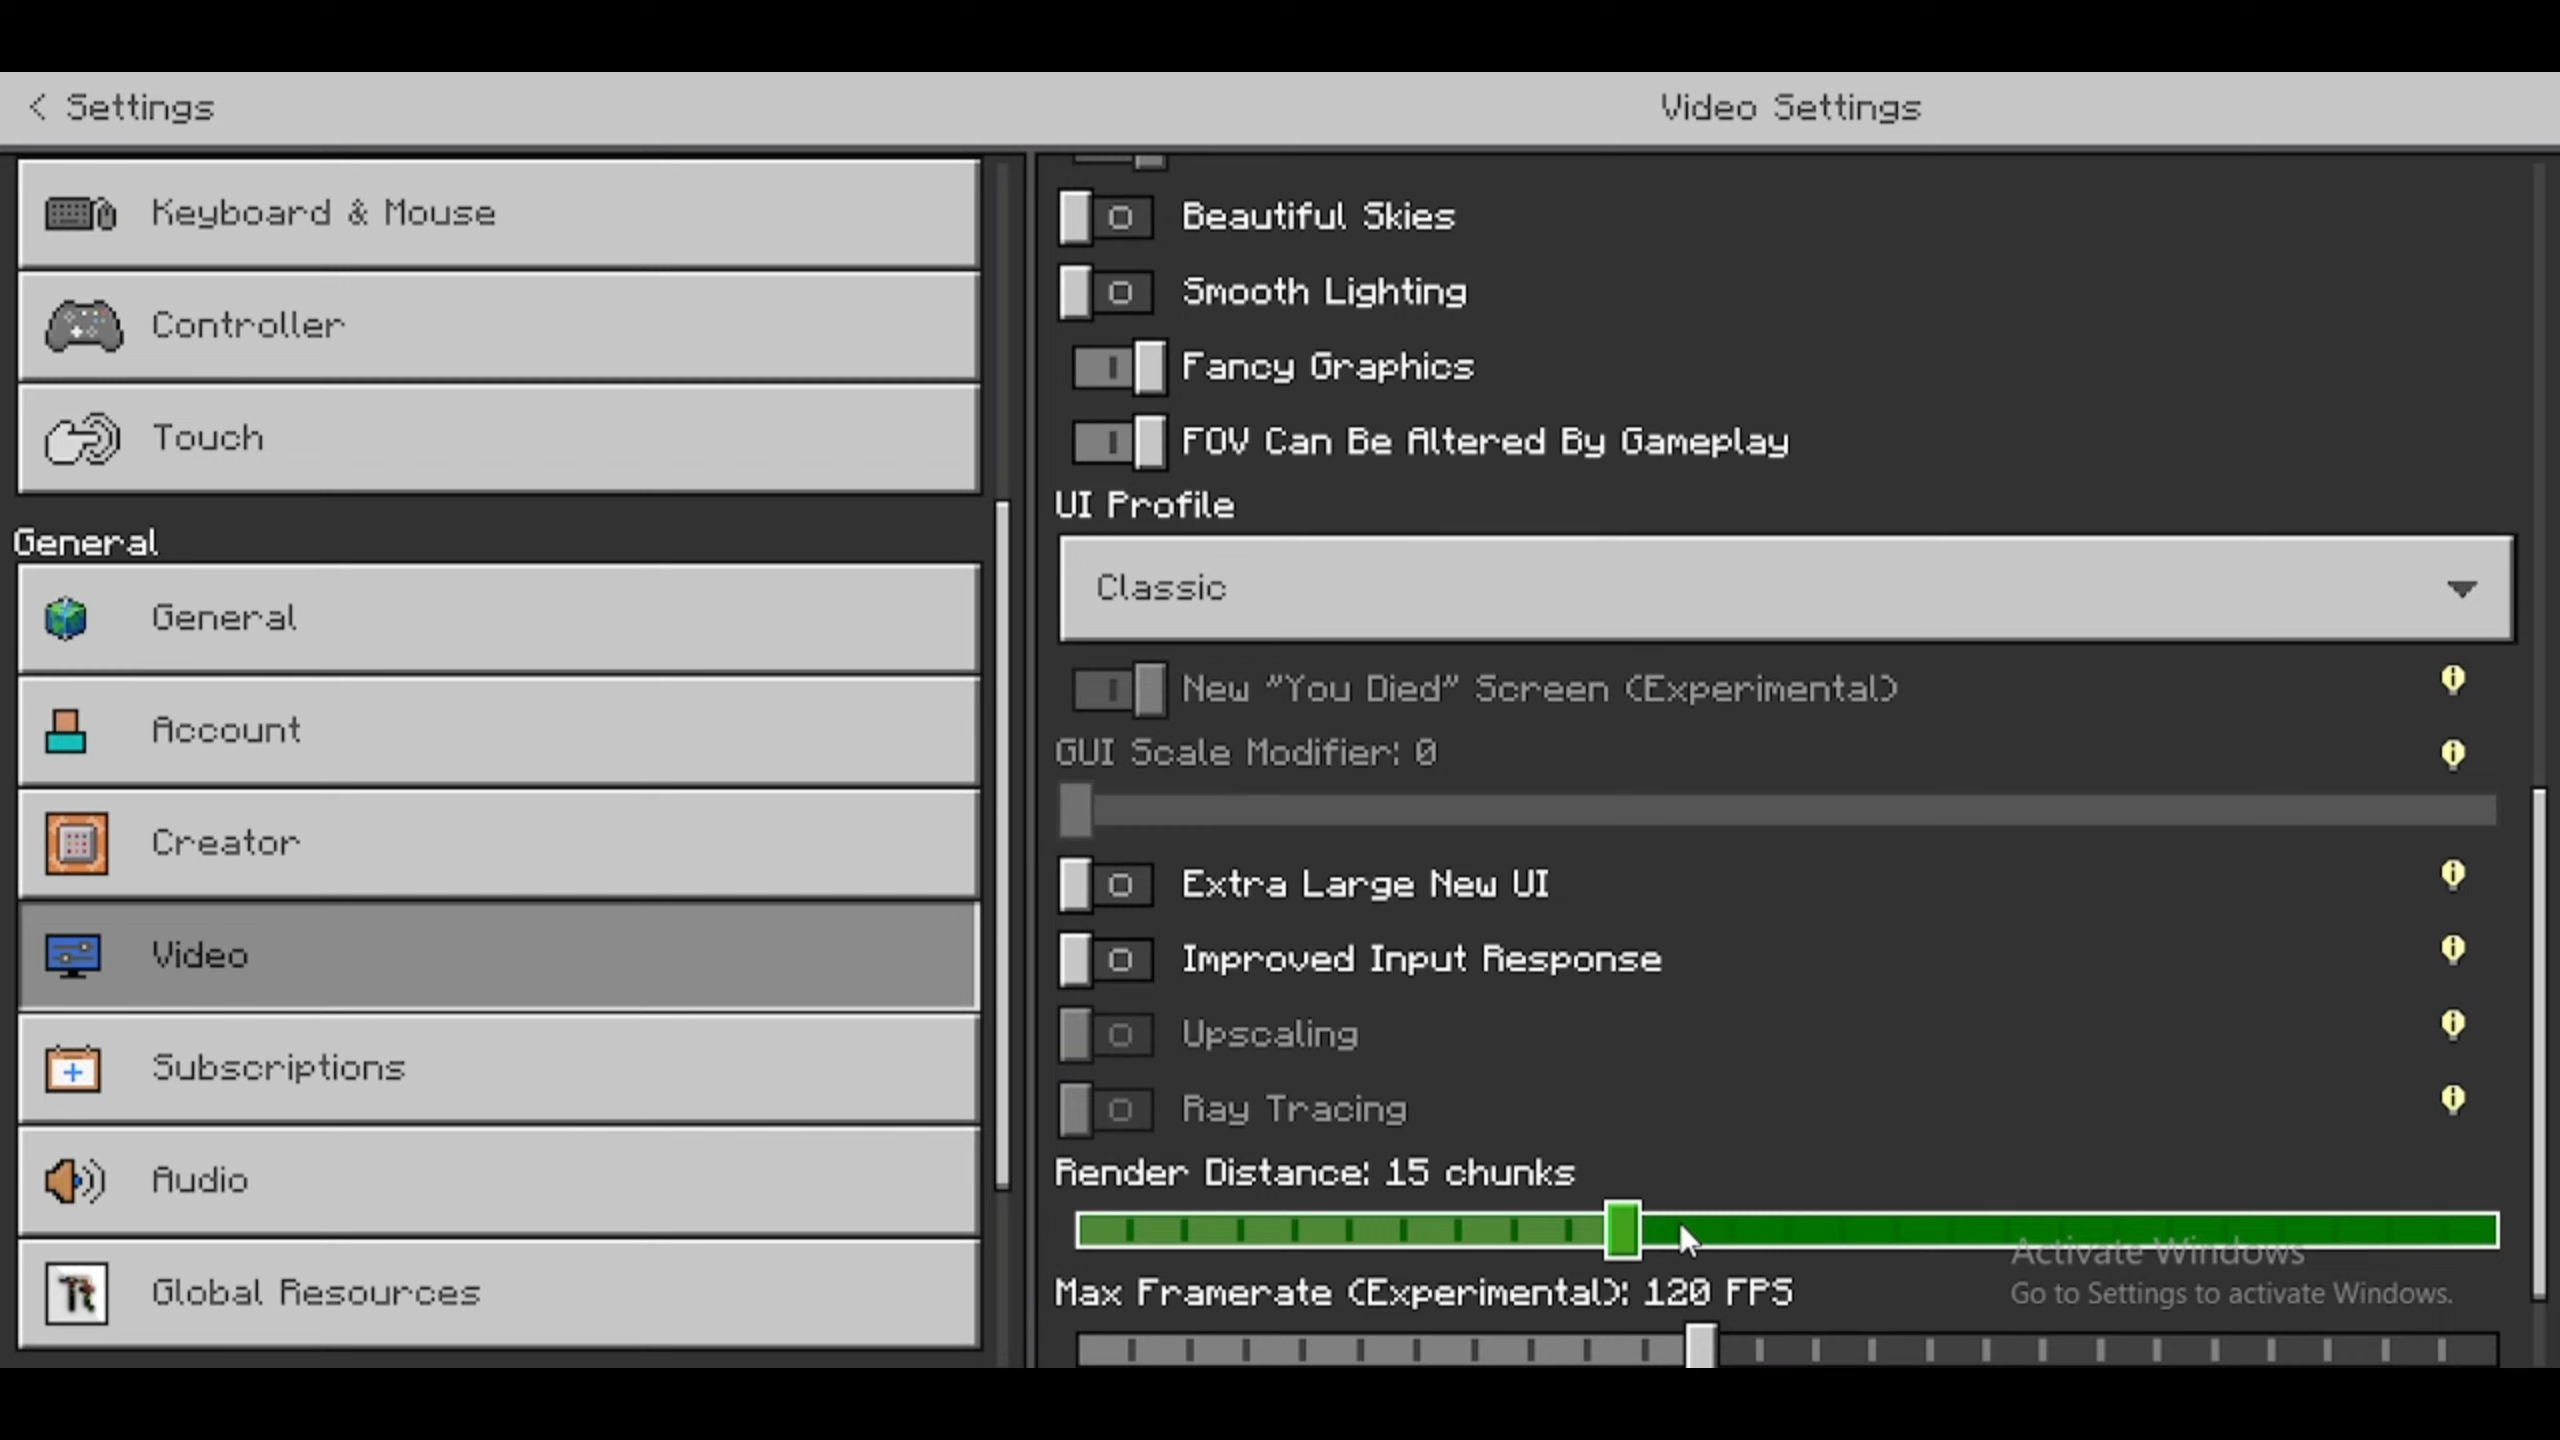 < Settings
Video Settings
Keyboard & Mouse
Controller
Touch
General
General
Account
Creator
Video
Subscriptions
Audio
Global Resources
Beautiful Skies
Smooth Lighting
Fancy Graphics
FOV Can Be Altered By Gameplay
UI Profile
Classic
New "You Died" Screen (Experimental)
GUI Scale Modifier: 0
Extra Large New UI
Improved Input Response
Upscaling
Ray Tracing
Render Distance: 15 chunks
Max Framerate (Experimental): 120 FPS
Activate Windows
Go to Settings to activate Windows.